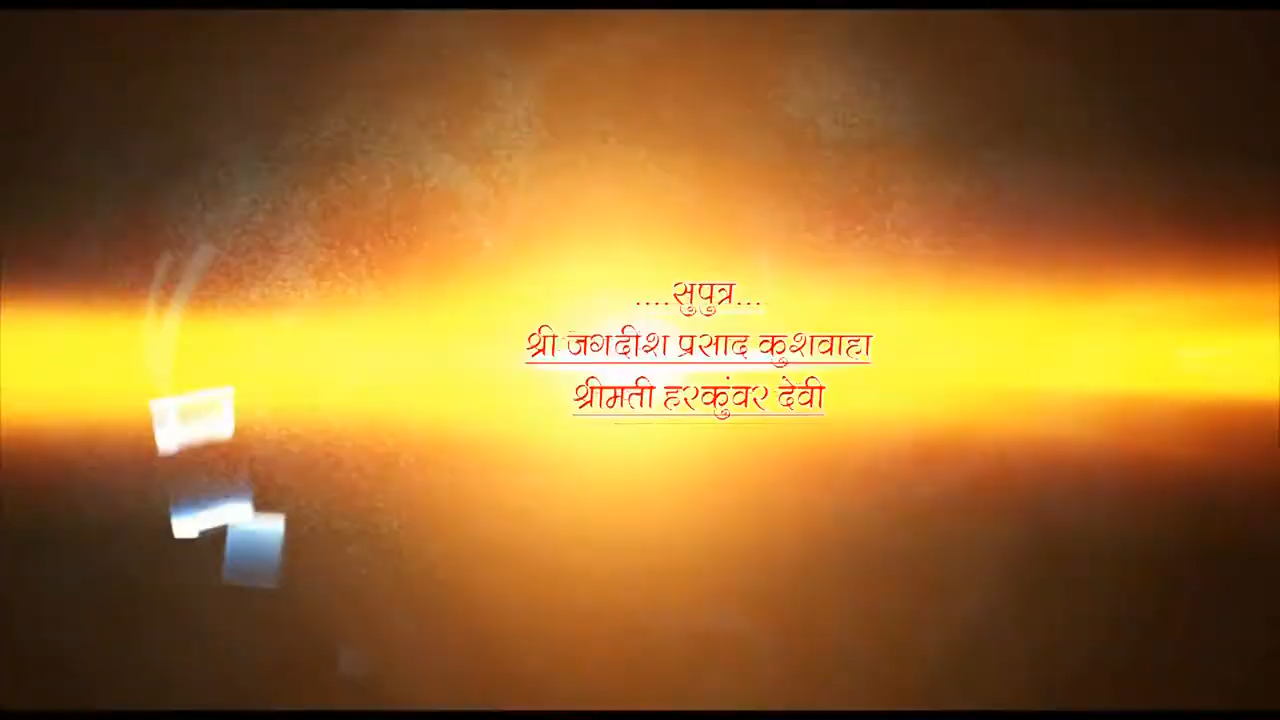 ....सुपुत्र...
श्री जगदीश प्रसाद कुशवाहा
श्रीमती हरकुंवर देवी